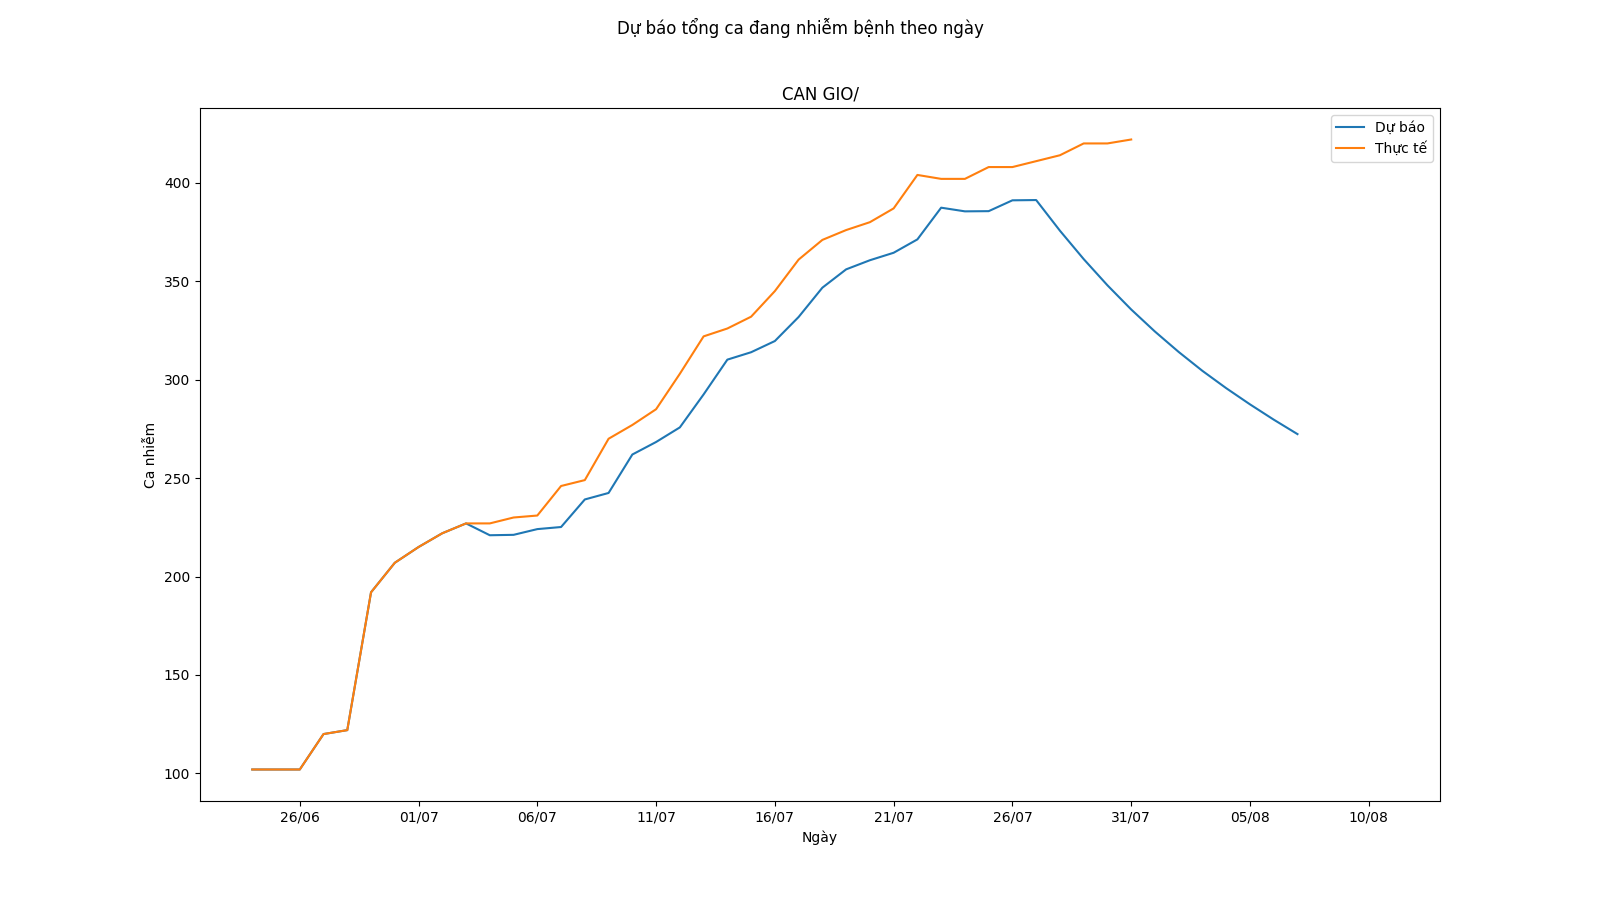 Dự báo tổng ca đang nhiễm bệnh theo ngày
CAN GIO/
Dự báo
Thực tế
400
350
300
250
200
150
100
Ca nhiễm
26/06
01/07
06/07
11/07
16/07
21/07
26/07
31/07
05/08
10/08
Ngày